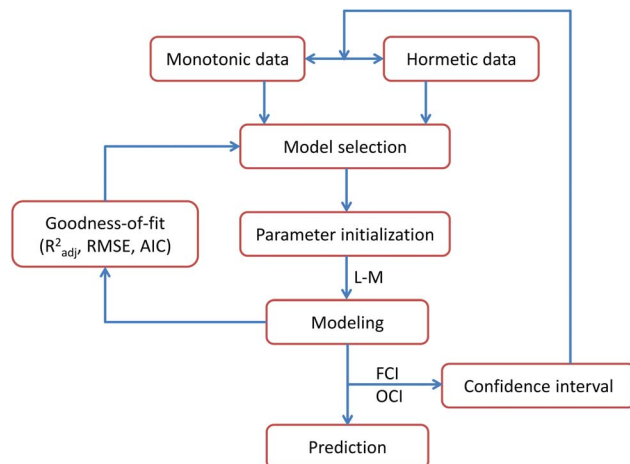 Monotonic data
Hormetic data
Model selection
Goodness-of-fit
(R²adj, RMSE, AIC)
Parameter initialization
L-M
Modeling
FCI
OCI
Confidence interval
Prediction